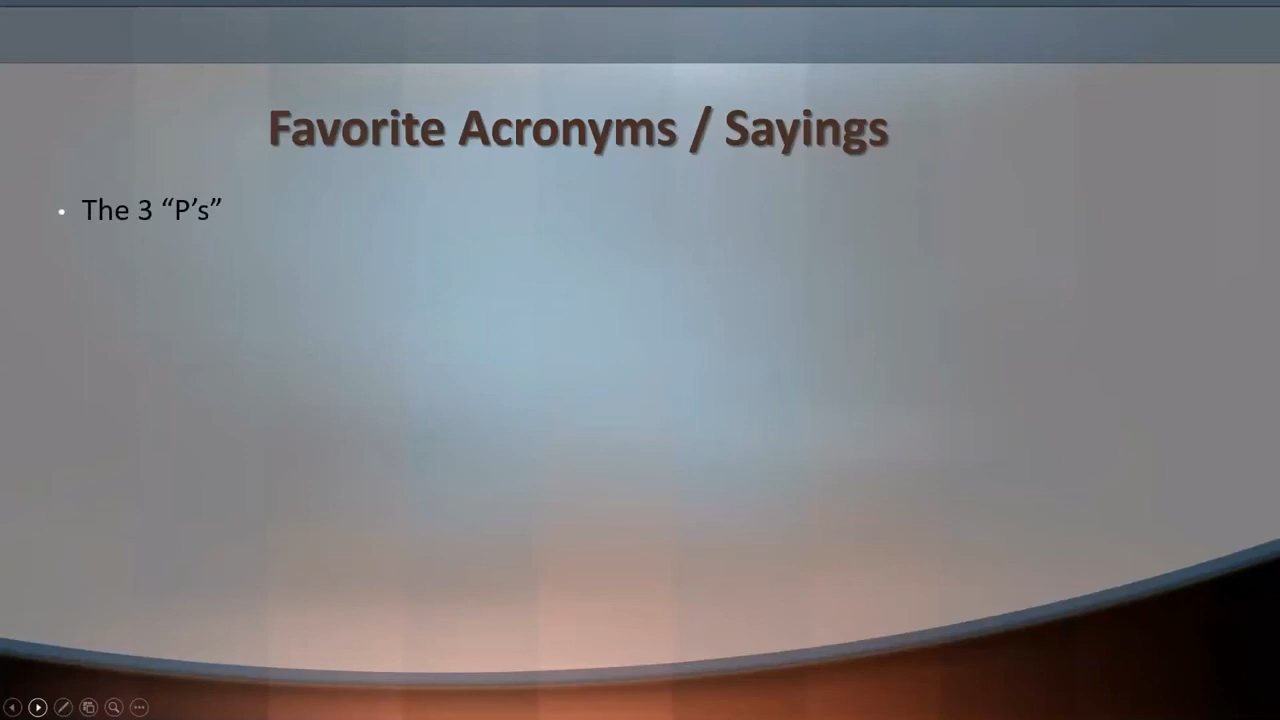 Favorite Acronyms / Sayings
• The 3 “P’s”